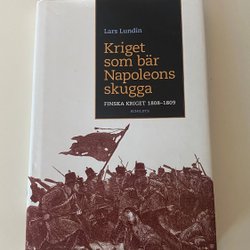 Lars Lundin
Kriget
som bär
Napoleons
skugga
FINSKA KRIGET 1808–1809